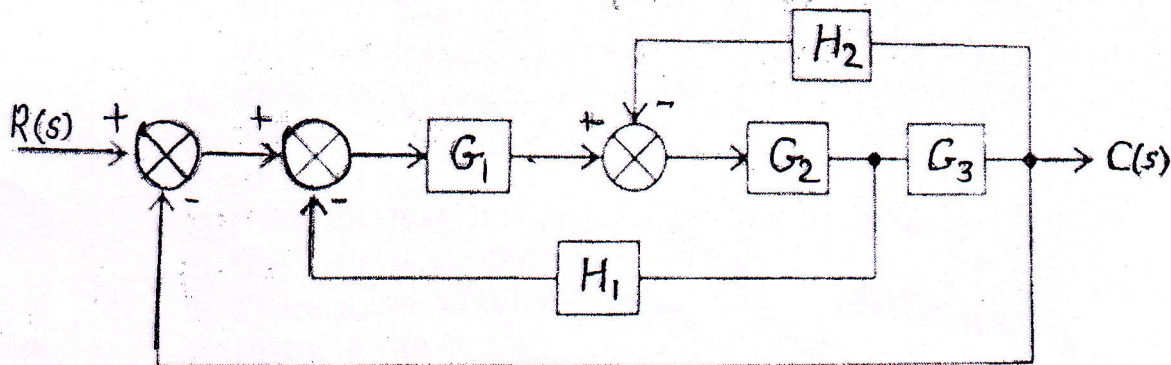 H2
-
R(s) + + G1 + G2 G3 C(s)
- -
H1